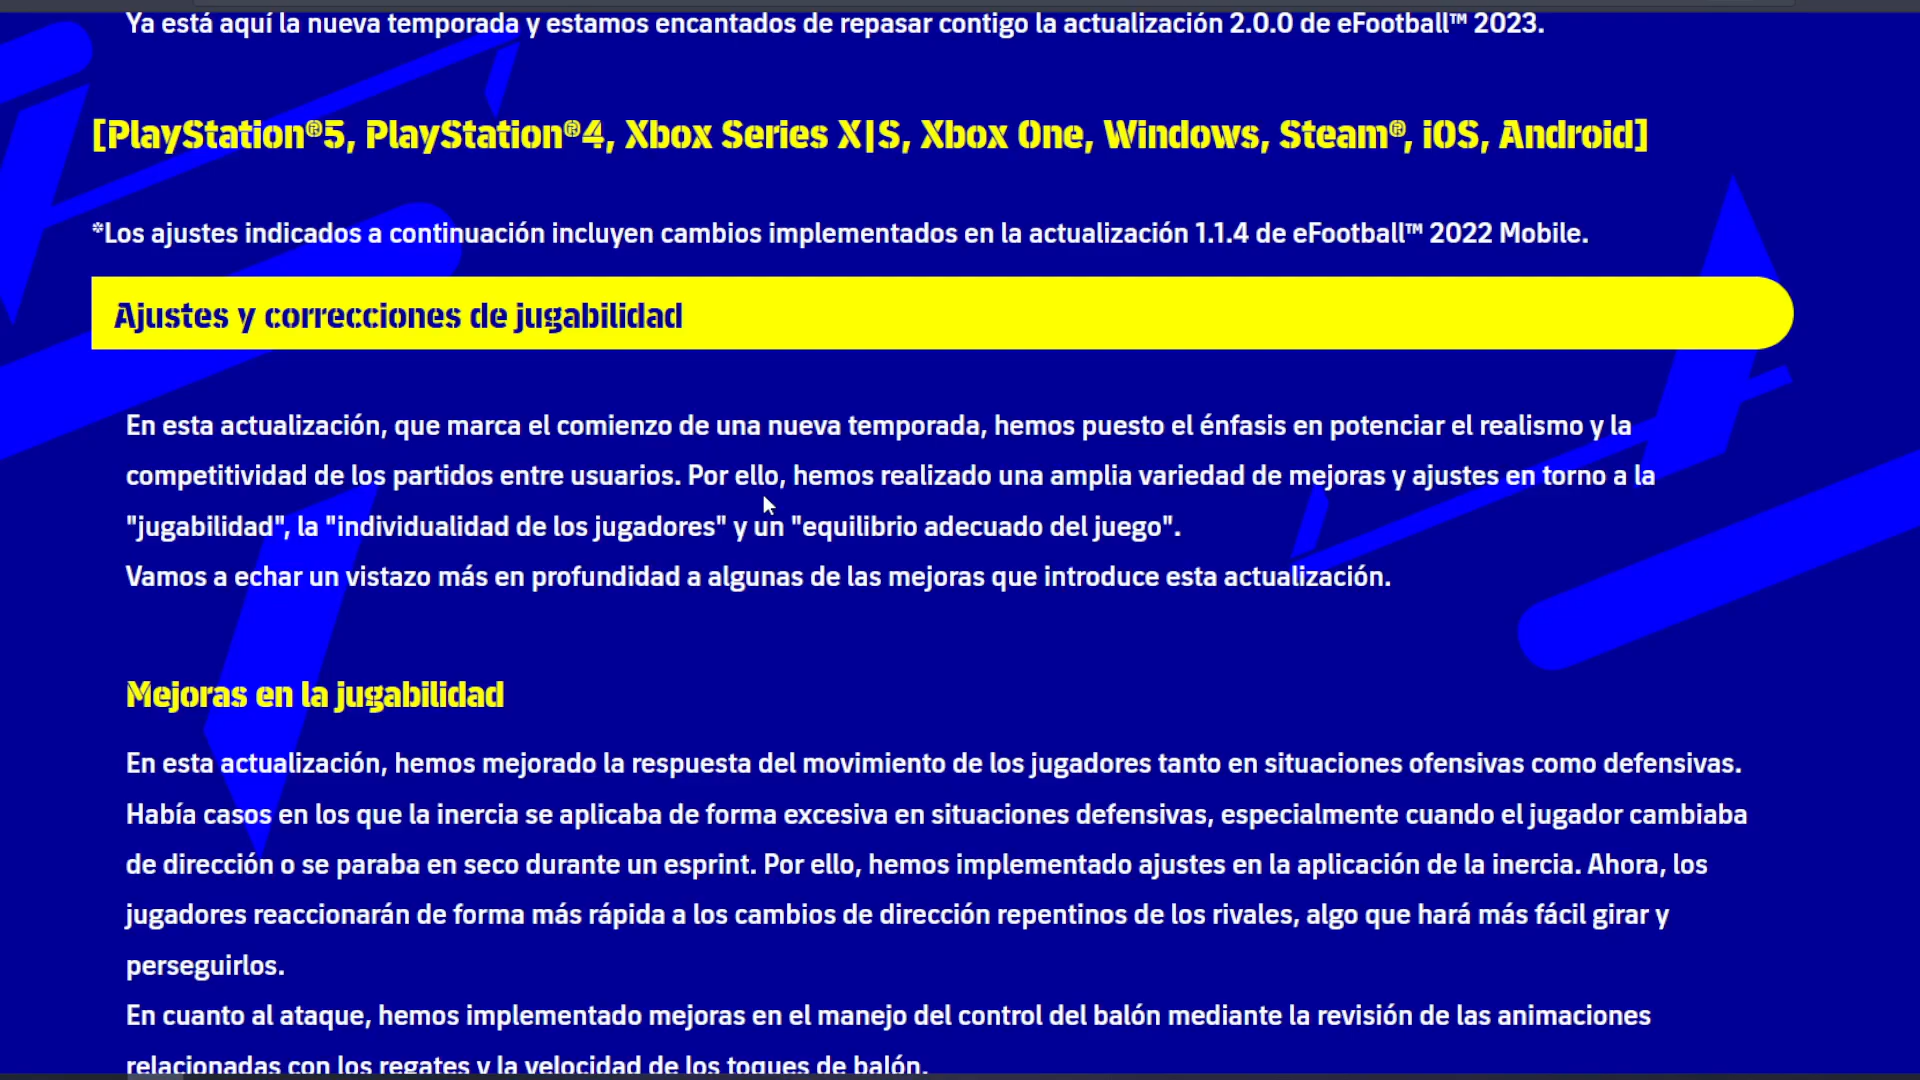 Ya está aquí la nueva temporada y estamos encantados de repasar contigo la actualización 2.0.0 de eFootball™ 2023.
[PlayStation®5, PlayStation®4, Xbox Series X|S, Xbox One, Windows, Steam®, iOS, Android]
*Los ajustes indicados a continuación incluyen cambios implementados en la actualización 1.1.4 de eFootball™ 2022 Mobile.
Ajustes y correcciones de jugabilidad
En esta actualización, que marca el comienzo de una nueva temporada, hemos puesto el énfasis en potenciar el realismo y la
competitividad de los partidos entre usuarios. Por ello, hemos realizado una amplia variedad de mejoras y ajustes en torno a la
"jugabilidad", la "individualidad de los jugadores" y un "equilibrio adecuado del juego".
Vamos a echar un vistazo más en profundidad a algunas de las mejoras que introduce esta actualización.
Mejoras en la jugabilidad
En esta actualización, hemos mejorado la respuesta del movimiento de los jugadores tanto en situaciones ofensivas como defensivas.
Había casos en los que la inercia se aplicaba de forma excesiva en situaciones defensivas, especialmente cuando el jugador cambiaba
de dirección o se paraba en seco durante un esprint. Por ello, hemos implementado ajustes en la aplicación de la inercia. Ahora, los
jugadores reaccionarán de forma más rápida a los cambios de dirección repentinos de los rivales, algo que hará más fácil girar y
perseguirlos.
En cuanto al ataque, hemos implementado mejoras en el manejo del control del balón mediante la revisión de las animaciones
relacionadas con los regates y la velocidad de los toques de balón.